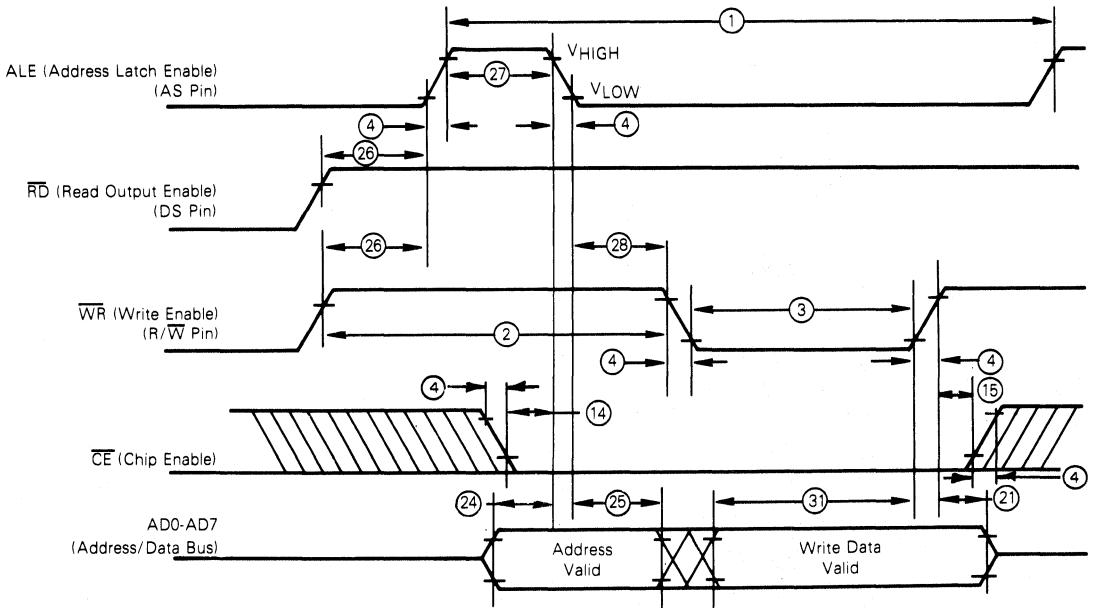 1
ALE (Address Latch Enable)
(AS Pin)
27
VHIGH
VLOW
4
4
26
RD (Read Output Enable)
(DS Pin)
26
28
WR (Write Enable)
(R/W Pin)
3
2
4
4
4
15
14
CE (Chip Enable)
4
24
25
31
21
AD0-AD7
(Address/Data Bus)
Address
Valid
Write Data
Valid